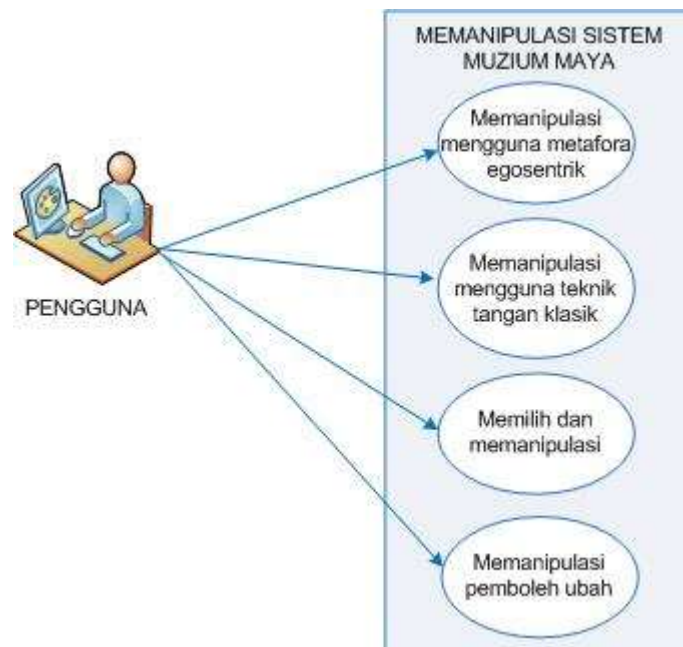 MEMANIPULASI SISTEM
MUZIUM MAYA
Memanipulasi
mengguna metafora
egosentrik
PENGGUNA
Memanipulasi
mengguna teknik
tangan klasik
Memilih dan
memanipulasi
Memanipulasi
pemboleh ubah